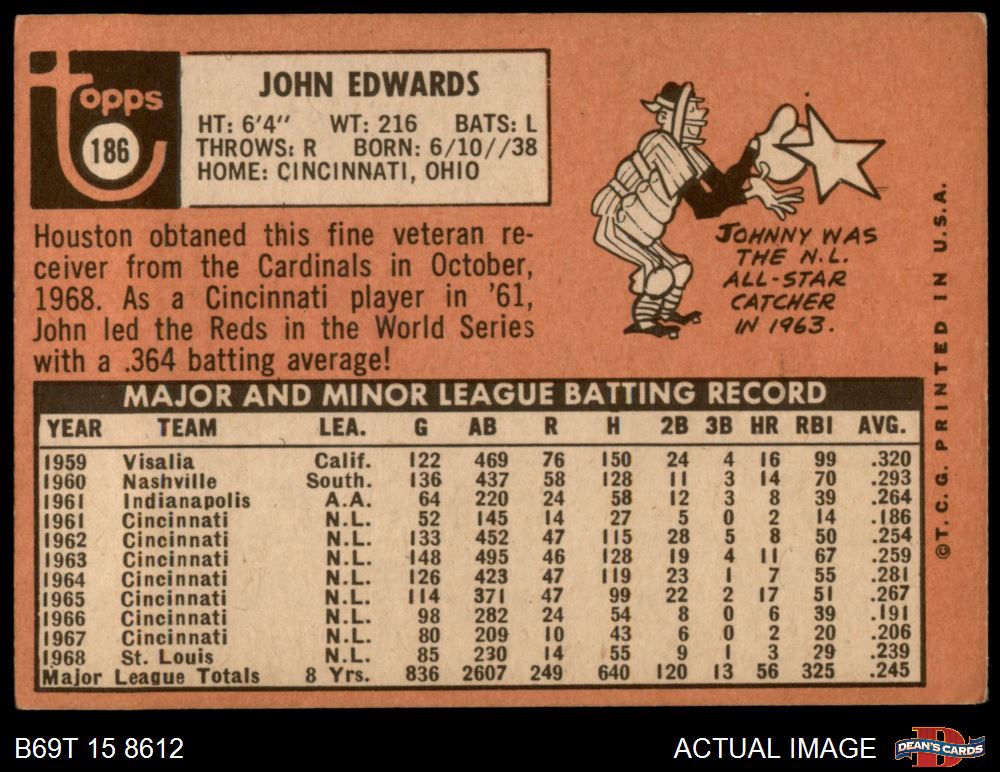 topps
186
JOHN EDWARDS
HT: 6'4" WT: 216 BATS: L
THROWS: R BORN: 6/10//38
HOME: CINCINNATI, OHIO
Houston obtaned this fine veteran re-
ceiver from the Cardinals in October,
1968. As a Cincinnati player in '61,
John led the Reds in the World Series
with a .364 batting average!
JOHNNY WAS
THE N.L.
ALL-STAR
CATCHER
IN 1963.
MAJOR AND MINOR LEAGUE BATTING RECORD
YEAR TEAM LEA. G AB R H 2B 3B HR RBI AVG.
1959 Visalia Calif. 122 469 76 150 24 4 16 99 .320
1960 Nashville South. 136 437 58 128 11 3 14 70 .293
1961 Indianapolis A.A. 64 220 24 58 12 3 8 39 .264
1961 Cincinnati N.L. 52 145 14 27 5 0 2 14 .186
1962 Cincinnati N.L. 133 452 47 115 28 5 8 50 .254
1963 Cincinnati N.L. 148 495 46 128 19 4 11 67 .259
1964 Cincinnati N.L. 126 423 47 119 23 1 7 55 .281
1965 Cincinnati N.L. 114 371 47 99 22 2 17 51 .267
1966 Cincinnati N.L. 98 282 24 54 8 0 6 39 .191
1967 Cincinnati N.L. 80 209 10 43 6 0 2 20 .206
1968 St. Louis N.L. 85 230 14 55 9 1 3 29 .239
Major League Totals 8 Yrs. 836 2607 249 640 120 13 56 325 .245
©T.C.G. PRINTED IN U.S.A.
B69T 15 8612
ACTUAL IMAGE
D
DEAN'S CARDS